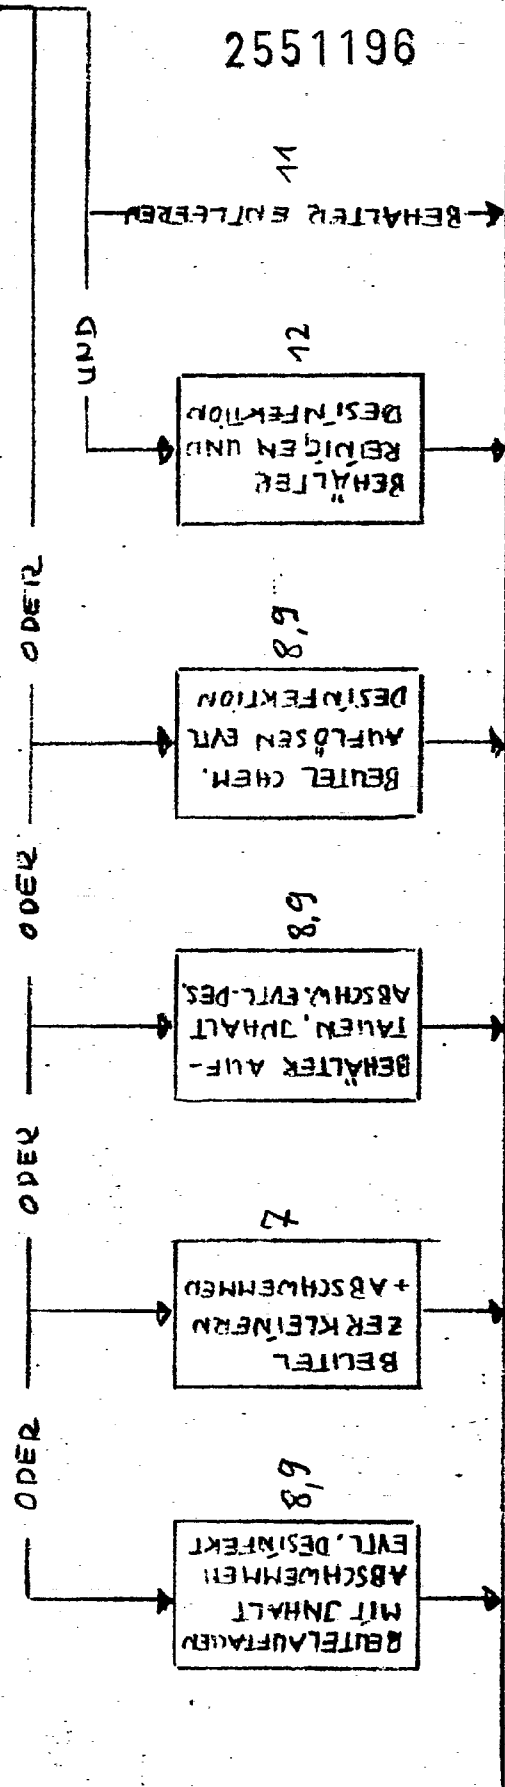 2551196
11
BEHÄLTER ENTLEEREN
UND
12
BEHÄLTER
REINIGEN UND
DESINFEKTION
ODER
8,9
BEUTEL CHEM.
AUFLÖSEN EVTL
DESINFEKTION
ODER
8,9
BEHÄLTER AUF-
TAUEN, JNHALT
ABSCHW. EVTL. DES.
ODER
7
BEUTEL
ZERKLEINERN
+ ABSCHWEMMEN
ODER
8,9
BEUTELAUFTAUEN
MIT JNHALT
ABSCHWEMMEN
EVTL. DESINFEKT